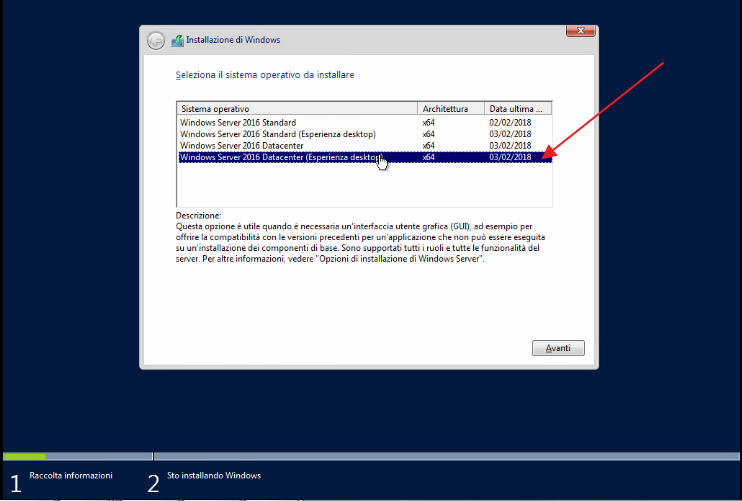 Installazione di Windows
Seleziona il sistema operativo da installare
Sistema operativo Architettura Data ultima ...
Windows Server 2016 Standard x64 02/02/2018
Windows Server 2016 Standard (Esperienza desktop) x64 03/02/2018
Windows Server 2016 Datacenter x64 03/02/2018
Windows Server 2016 Datacenter (Esperienza desktop) x64 03/02/2018
Descrizione:
Questa opzione è utile quando è necessaria un'interfaccia utente grafica (GUI), ad esempio per
offrire la compatibilità con le versioni precedenti per un'applicazione che non può essere eseguita
su un'installazione dei componenti di base. Sono supportati tutti i ruoli e tutte le funzionalità del
server. Per altre informazioni, vedere "Opzioni di installazione di Windows Server".
Avanti
1 Raccolta informazioni 2 Sto installando Windows